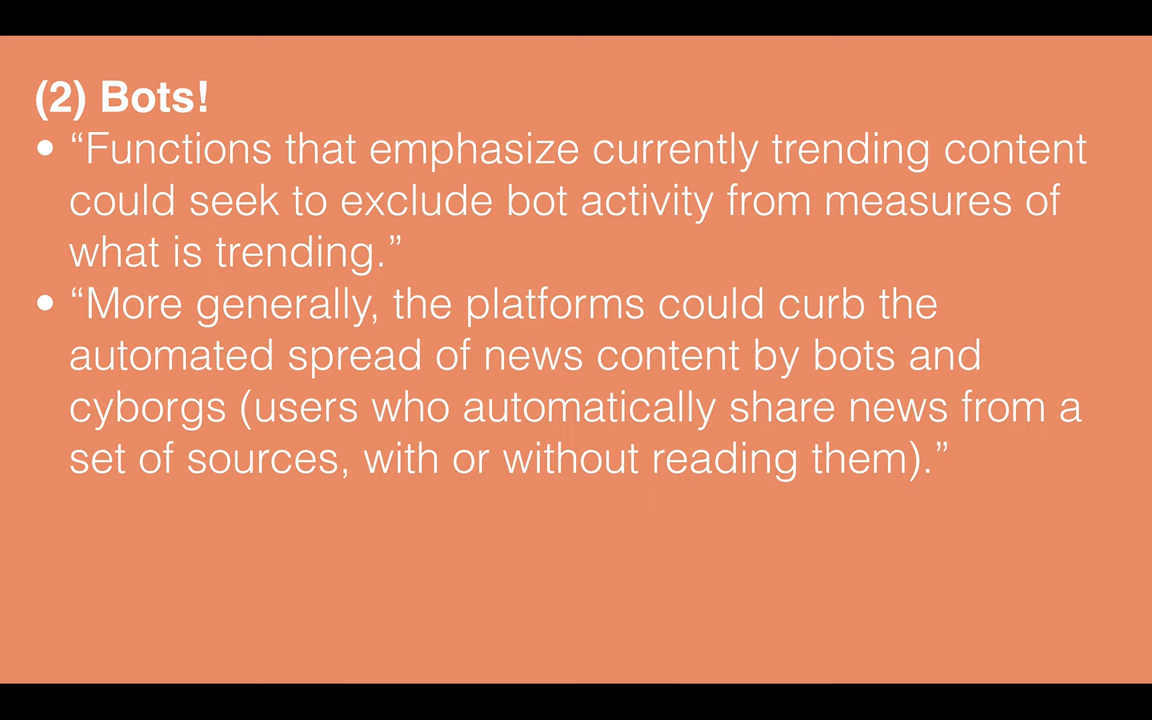 (2) Bots!
• “Functions that emphasize currently trending content
could seek to exclude bot activity from measures of
what is trending.”
• “More generally, the platforms could curb the
automated spread of news content by bots and
cyborgs (users who automatically share news from a
set of sources, with or without reading them).”